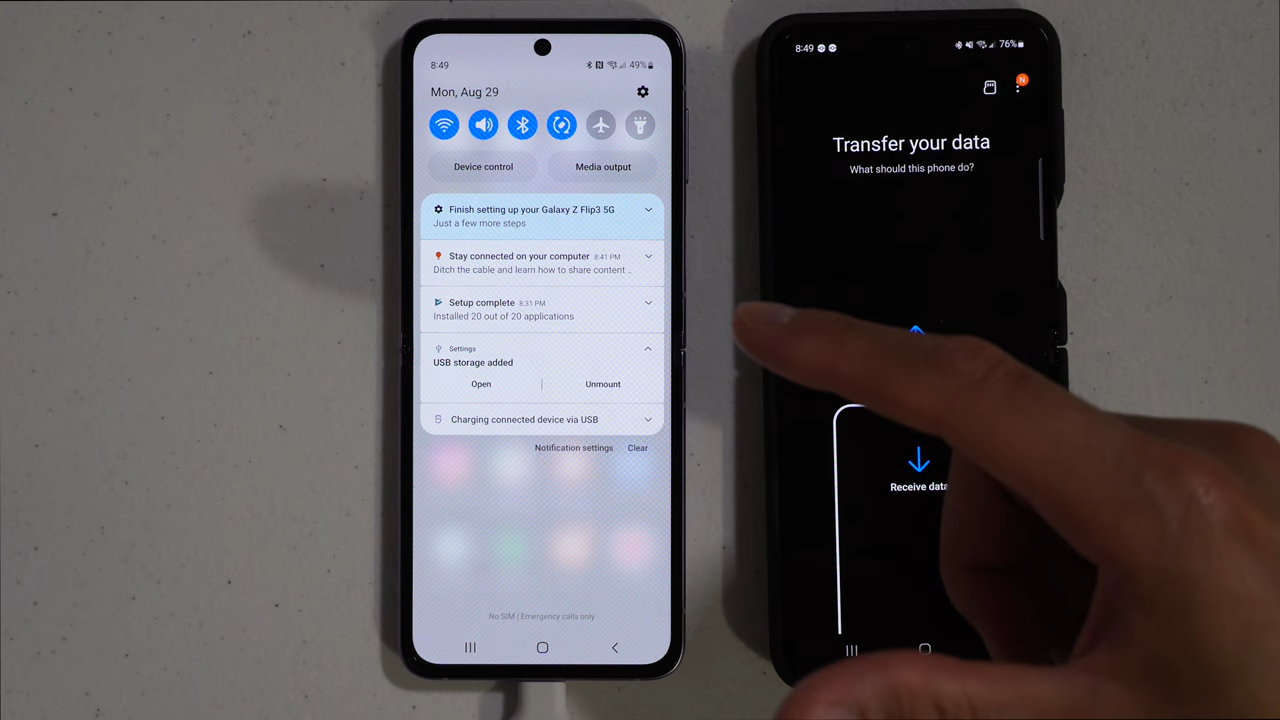 8:49
49%
Mon, Aug 29
Device control
Media output
Finish setting up your Galaxy Z Flip3 5G
Just a few more steps
Stay connected on your computer 8:41 PM
Ditch the cable and learn how to share content ..
Setup complete 8:31 PM
Installed 20 out of 20 applications
Settings
USB storage added
Open
Unmount
Charging connected device via USB
Notification settings
Clear
No SIM | Emergency calls only
8:49
76%
N
Transfer your data
What should this phone do?
Receive data